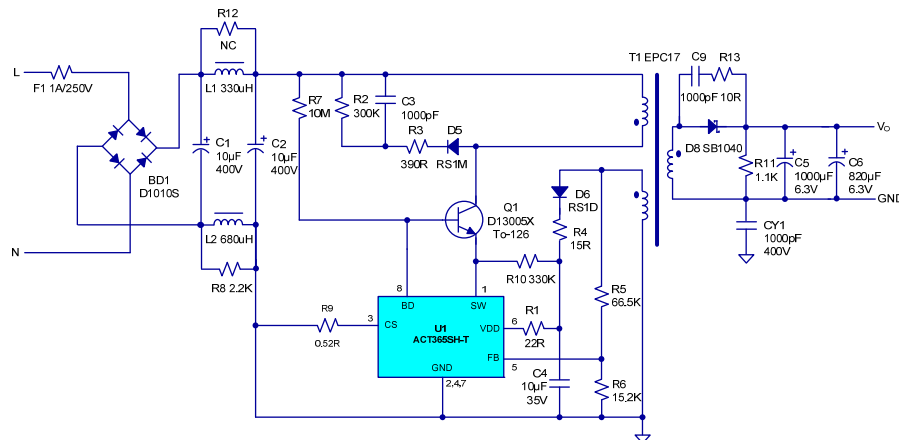 R12
NC
L
F1 1A/250V
L1 330uH
BD1
D1010S
C1
10µF
400V
C2
10µF
400V
L2 680uH
N
R8 2.2K
R7
10M
R2
300K
C3
1000pF
R3
390R
D5
RS1M
Q1
D13005X
To-126
D6
RS1D
R4
15R
R10 330K
R9
0.52R
8
BD
1
SW
3
CS
U1
ACT365SH-T
VDD
6
FB
5
GND
2,4,7
R1
22R
C4
10µF
35V
R5
66.5K
R6
15.2K
T1 EPC17
C9
1000pF
R13
10R
D8 SB1040
R11
1.1K
C5
1000µF
6.3V
C6
820µF
6.3V
VO
GND
CY1
1000pF
400V